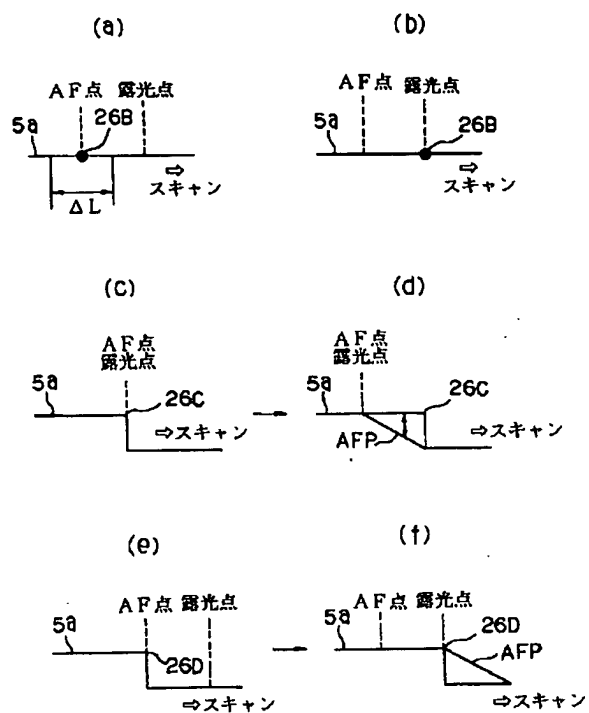 (a)
AF点 露光点
5a
26B
⇨
スキャン
ΔL
(b)
AF点 露光点
5a
26B
⇨
スキャン
(c)
AF点
露光点
5a
26C
⇨スキャン
(d)
AF点
露光点
5a
26C
AFP
⇨スキャン
(e)
AF点 露光点
5a
26D
⇨スキャン
(f)
AF点 露光点
5a
26D
AFP
⇨スキャン